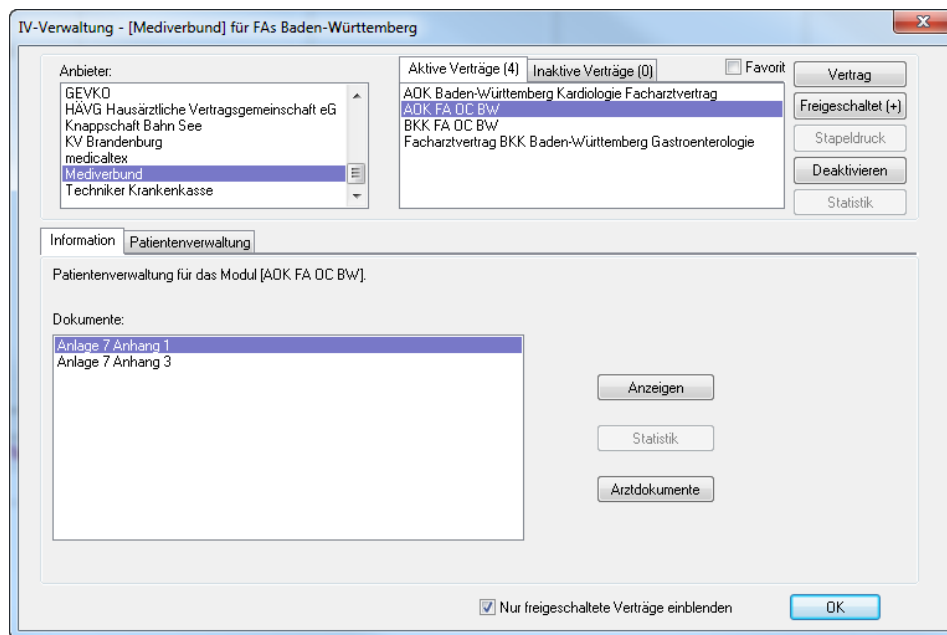 IV-Verwaltung - [Mediverbund] für FAs Baden-Württemberg
Anbieter:
GEVKO
HÄVG Hausärztliche Vertragsgemeinschaft eG
Knappschaft Bahn See
KV Brandenburg
medicaltex
Mediverbund
Techniker Krankenkasse
Aktive Verträge (4)
Inaktive Verträge (0)
Favorit
AOK Baden-Württemberg Kardiologie Facharztvertrag
AOK FA OC BW
BKK FA OC BW
Facharztvertrag BKK Baden-Württemberg Gastroenterologie
Vertrag
Freigeschaltet (+)
Stapeldruck
Deaktivieren
Statistik
Information
Patientenverwaltung
Patientenverwaltung für das Modul [AOK FA OC BW].
Dokumente:
Anlage 7 Anhang 1
Anlage 7 Anhang 3
Anzeigen
Statistik
Arztdokumente
Nur freigeschaltete Verträge einblenden
OK